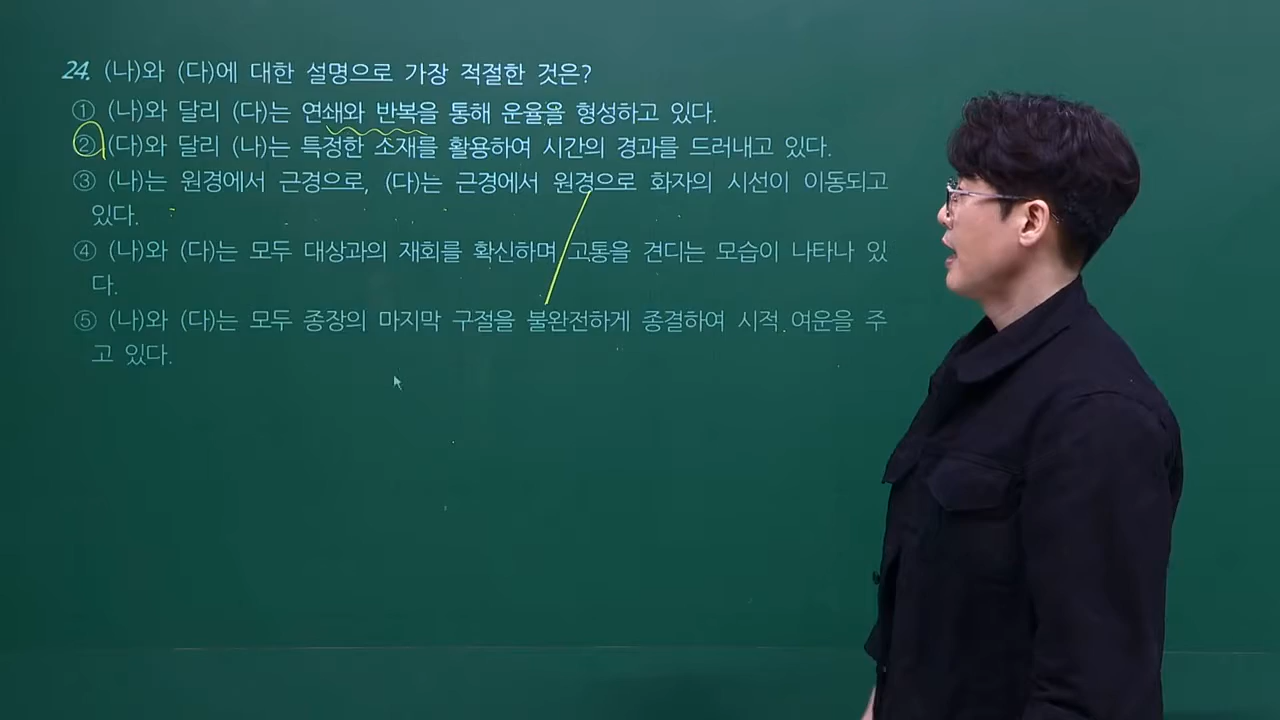 24. (나)와 (다)에 대한 설명으로 가장 적절한 것은?
① (나)와 달리 (다)는 연쇄와 반복을 통해 운율을 형성하고 있다.
② (다)와 달리 (나)는 특정한 소재를 활용하여 시간의 경과를 드러내고 있다.
③ (나)는 원경에서 근경으로, (다)는 근경에서 원경으로 화자의 시선이 이동되고
있다.
④ (나)와 (다)는 모두 대상과의 재회를 확신하며 고통을 견디는 모습이 나타나 있
다.
⑤ (나)와 (다)는 모두 종장의 마지막 구절을 불완전하게 종결하여 시적 여운을 주
고 있다.